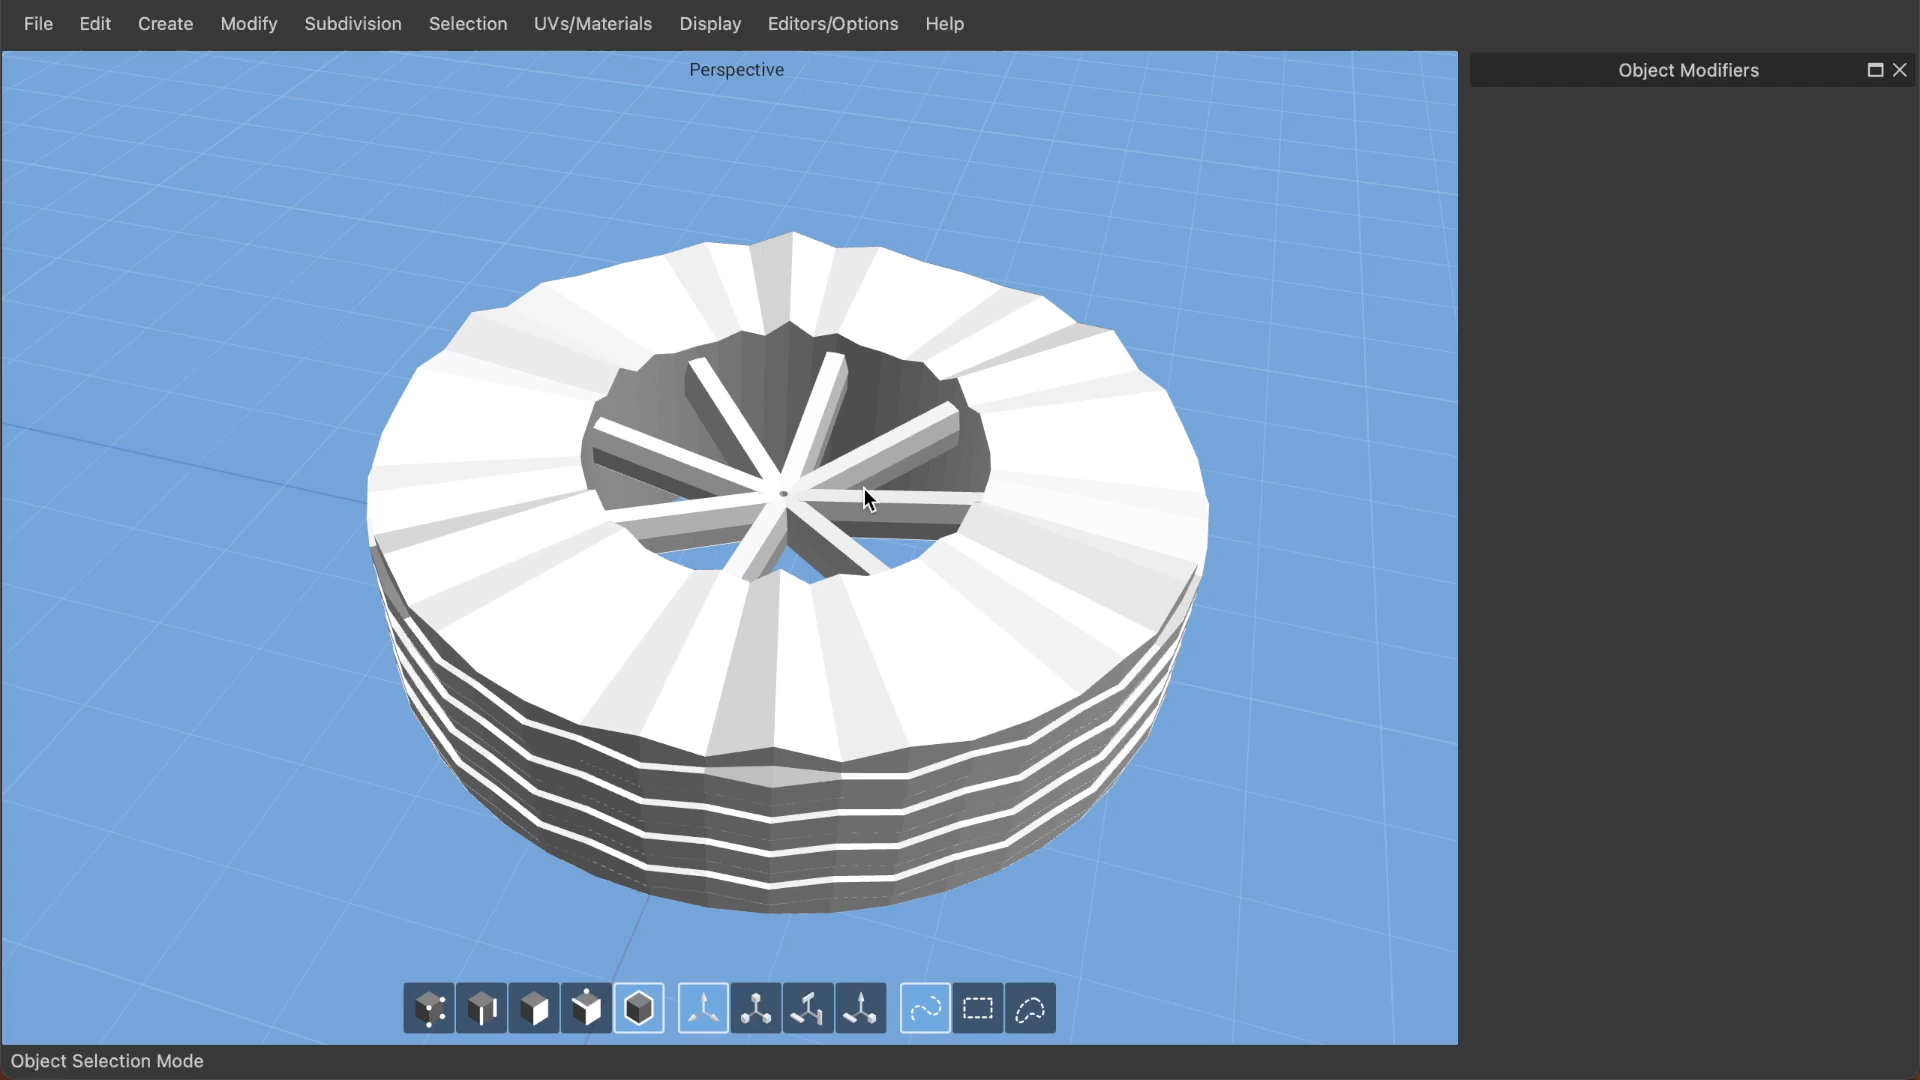 File Edit Create Modify Subdivision Selection UVs/Materials Display Editors/Options Help
Perspective
Object Modifiers
Object Selection Mode